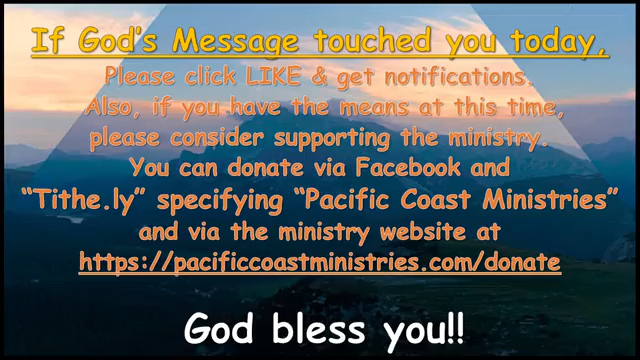 If God's Message touched you today,
Please click LIKE & get notifications.
Also, if you have the means at this time,
please consider supporting the ministry.
You can donate via Facebook and
“Tithe.ly” specifying “Pacific Coast Ministries”
and via the ministry website at
https://pacificcoastministries.com/donate
God bless you!!